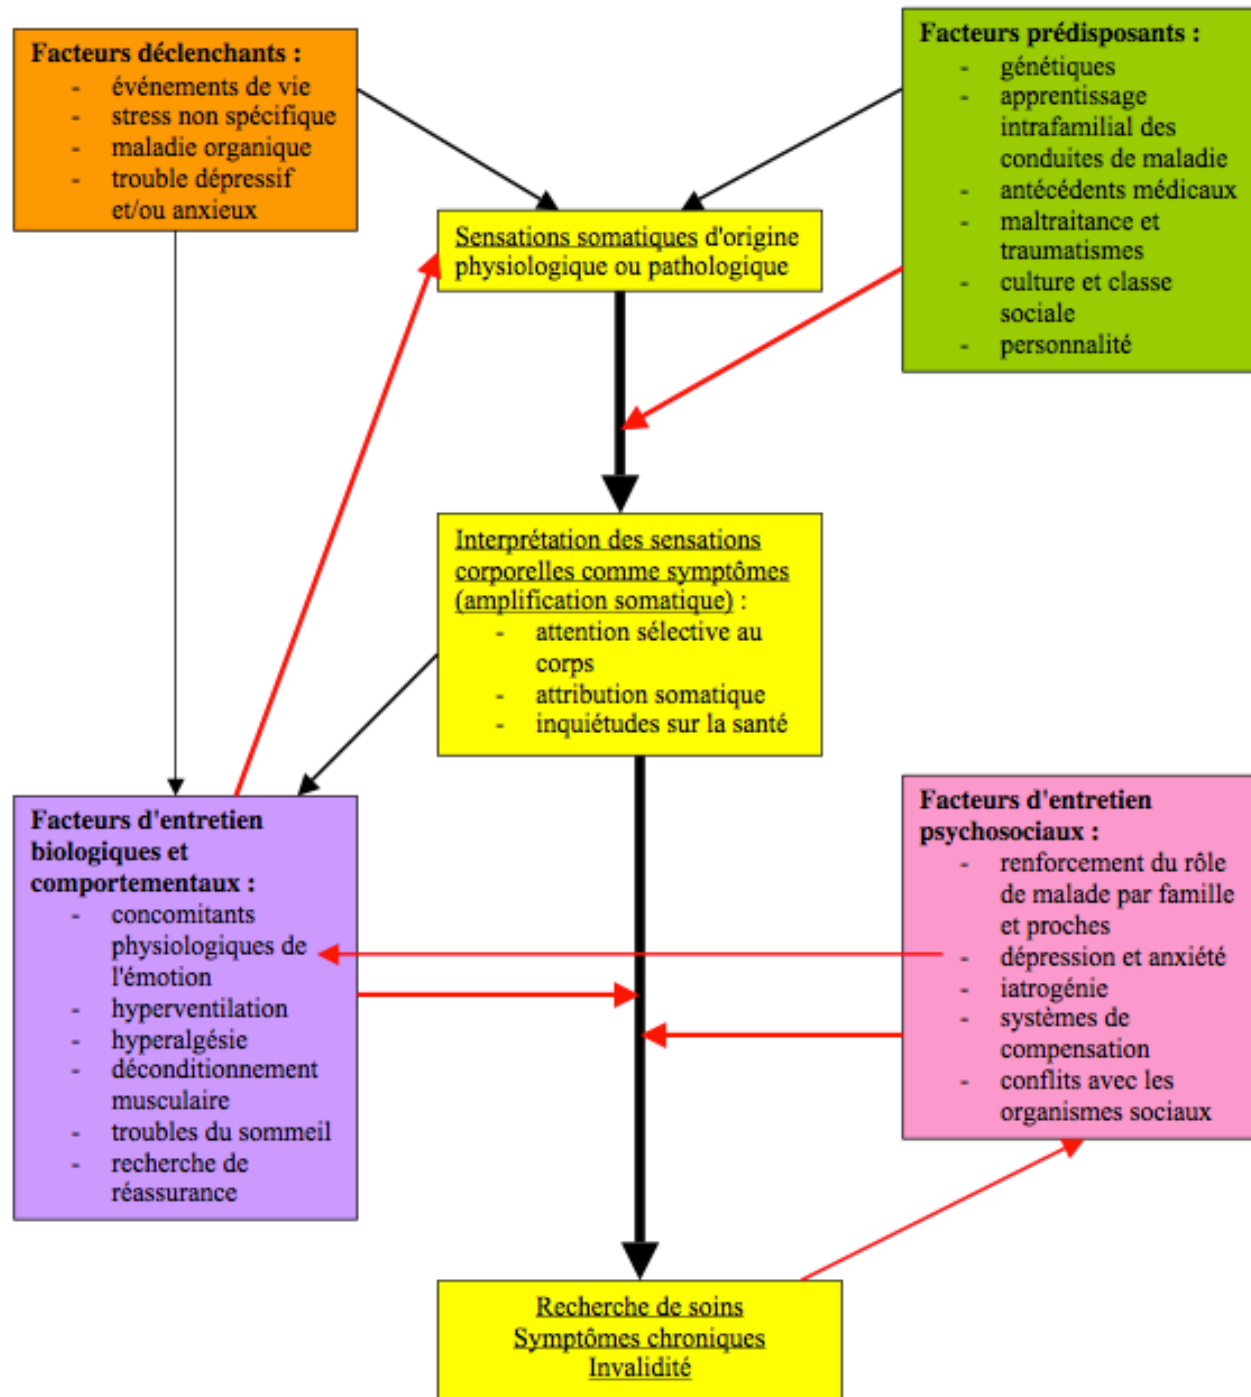 Facteurs déclenchants :
- événements de vie
- stress non spécifique
- maladie organique
- trouble dépressif
et/ou anxieux
Facteurs prédisposants :
- génétiques
- apprentissage
intrafamilial des
conduites de maladie
- antécédents médicaux
- maltraitance et
traumatismes
- culture et classe
sociale
- personnalité
Sensations somatiques d'origine
physiologique ou pathologique
Interprétation des sensations
corporelles comme symptômes
(amplification somatique) :
- attention sélective au
corps
- attribution somatique
- inquiétudes sur la santé
Facteurs d'entretien
biologiques et
comportementaux :
- concomitants
physiologiques de
l'émotion
- hyperventilation
- hyperalgésie
- déconditionnement
musculaire
- troubles du sommeil
- recherche de
réassurance
Facteurs d'entretien
psychosociaux :
- renforcement du rôle
de malade par famille
et proches
- dépression et anxiété
- iatrogénie
- systèmes de
compensation
- conflits avec les
organismes sociaux
Recherche de soins
Symptômes chroniques
Invalidité